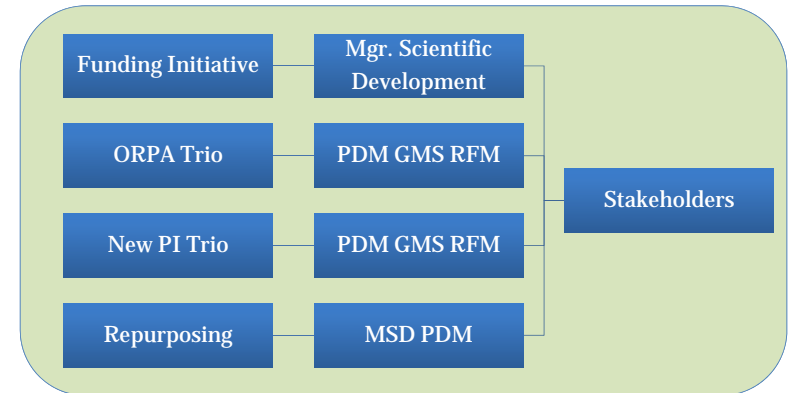 Funding Initiative
Mgr. Scientific
Development
ORPA Trio
PDM GMS RFM
Stakeholders
New PI Trio
PDM GMS RFM
Repurposing
MSD PDM